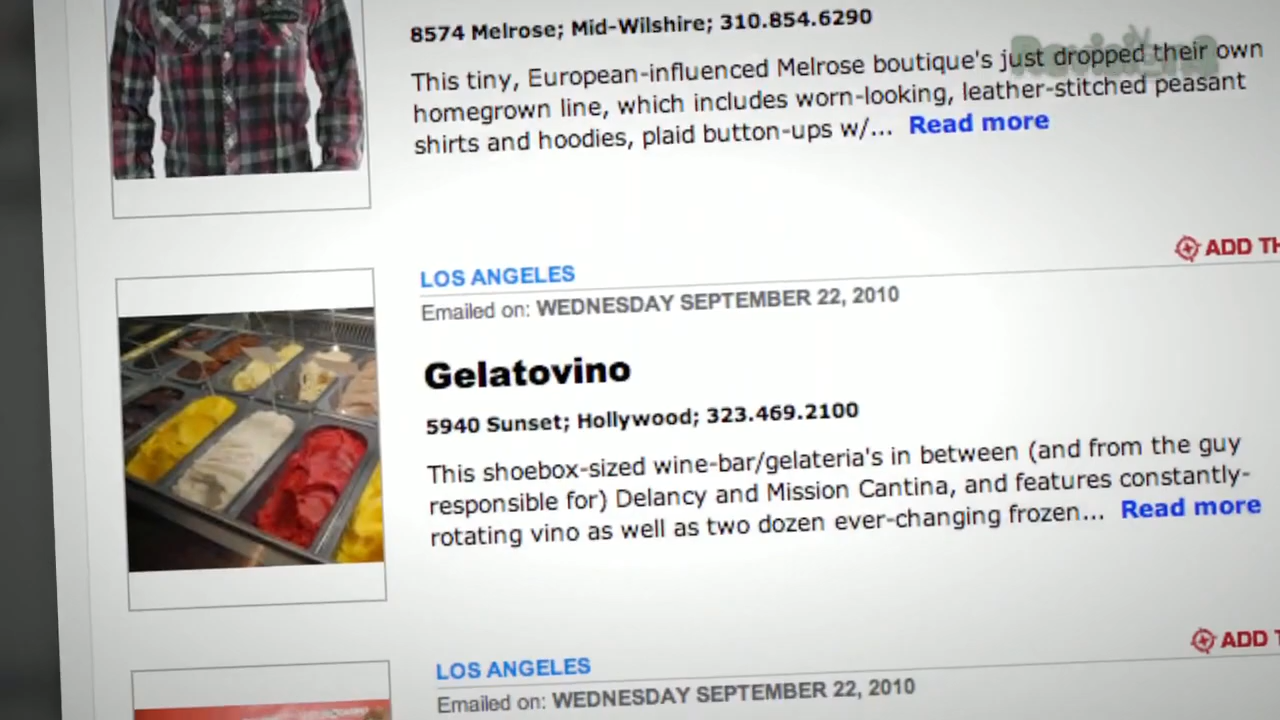 8574 Melrose; Mid-Wilshire; 310.854.6290
This tiny, European-influenced Melrose boutique's just dropped their own
homegrown line, which includes worn-looking, leather-stitched peasant
shirts and hoodies, plaid button-ups w/... Read more
ADD TH
LOS ANGELES
Emailed on: WEDNESDAY SEPTEMBER 22, 2010
Gelatovino
5940 Sunset; Hollywood; 323.469.2100
This shoebox-sized wine-bar/gelateria's in between (and from the guy
responsible for) Delancy and Mission Cantina, and features constantly-
rotating vino as well as two dozen ever-changing frozen... Read more
ADD T
LOS ANGELES
Emailed on: WEDNESDAY SEPTEMBER 22, 2010